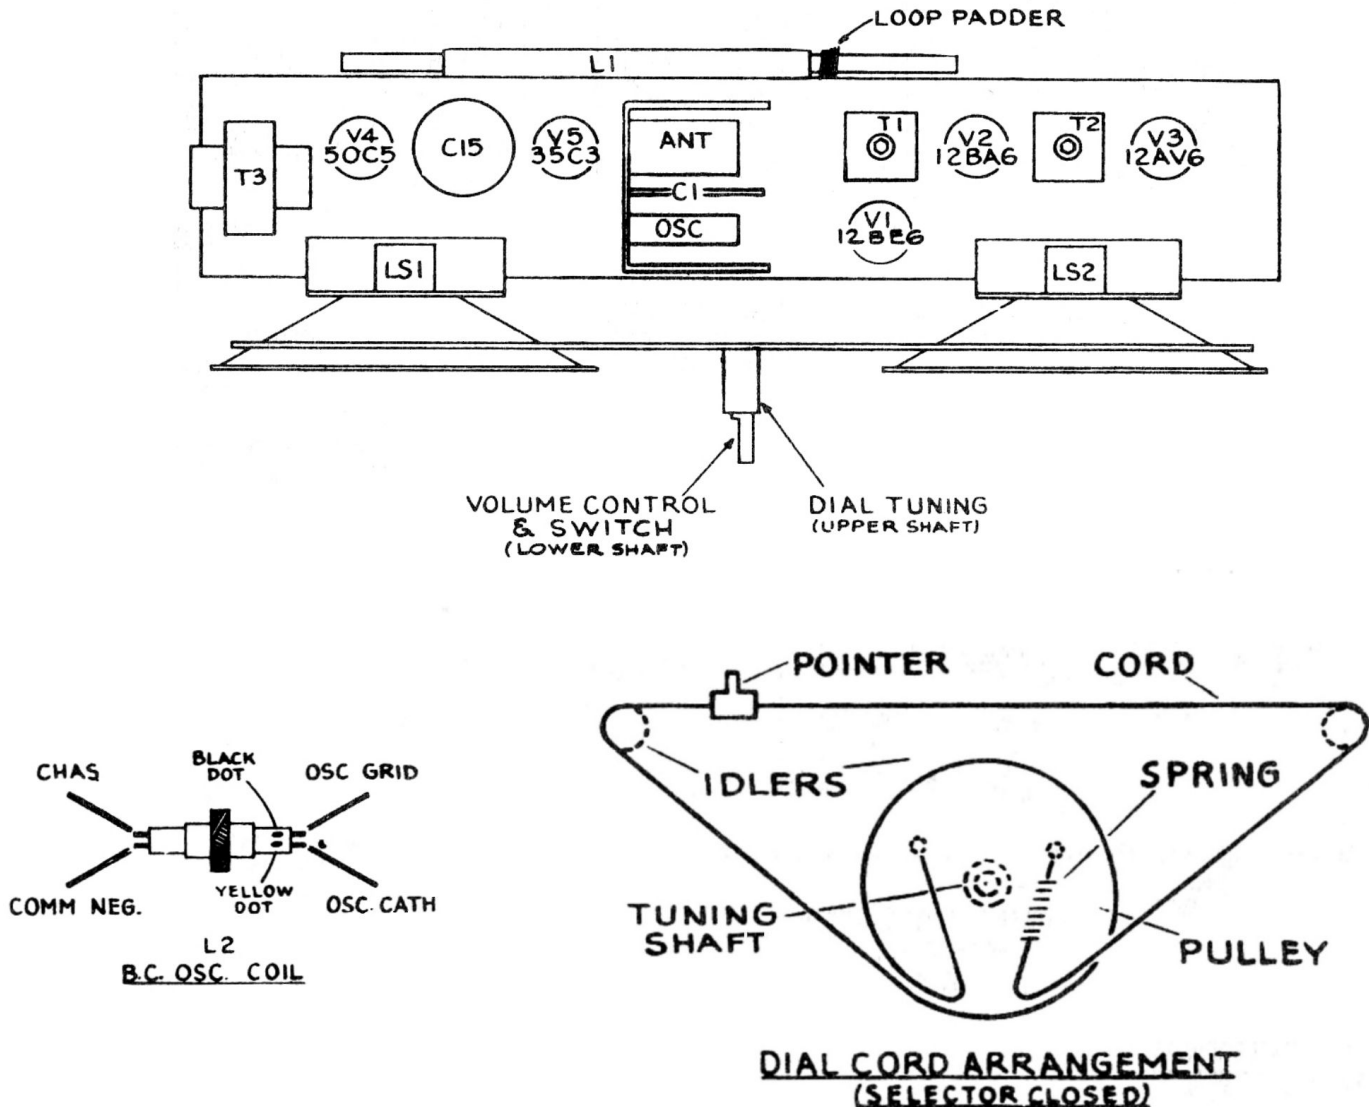 LOOP PADDER
L1
V4
50C5
C15
V5
35C3
ANT
C1
OSC
T1
V2
12BA6
T2
V3
12AV6
T3
V1
12BE6
LS1
LS2
VOLUME CONTROL
& SWITCH
(LOWER SHAFT)
DIAL TUNING
(UPPER SHAFT)
CHAS.
BLACK
DOT
OSC GRID
COMM NEG.
YELLOW
DOT
OSC. CATH
L2
B.C. OSC. COIL
POINTER
CORD
IDLERS
SPRING
TUNING
SHAFT
PULLEY
DIAL CORD ARRANGEMENT
(SELECTOR CLOSED)